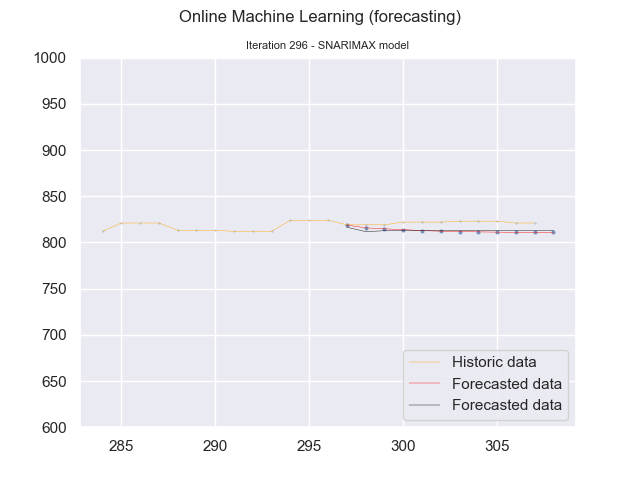 Online Machine Learning (forecasting)
Iteration 296 - SNARIMAX model
1000
950
900
850
800
750
700
650
600
285
290
295
300
305
Historic data
Forecasted data
Forecasted data